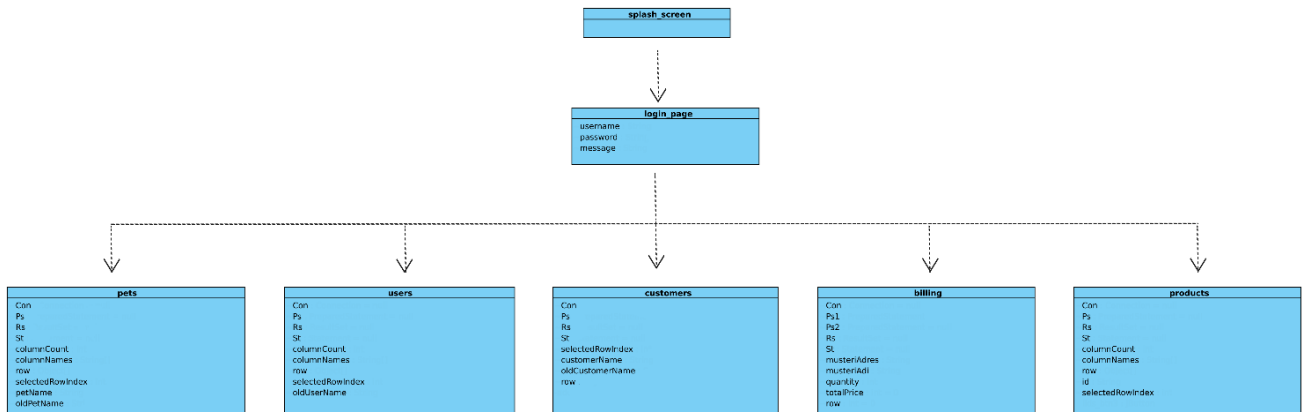 splash_screen
login_page
username
password
message
pets
Con
Ps
Rs
St
columnCount
columnNames
row
selectedRowIndex
petName
oldPetName
users
Con
Ps
Rs
St
columnCount
columnNames
row
selectedRowIndex
oldUserName
customers
Con
Ps
Rs
St
selectedRowIndex
customerName
oldCustomerName
row
billing
Con
Ps1
Ps2
Rs
St
musteriAdres
musteriAdi
quantity
totalPrice
row
products
Con
Ps
Rs
St
columnCount
columnNames
row
id
selectedRowIndex